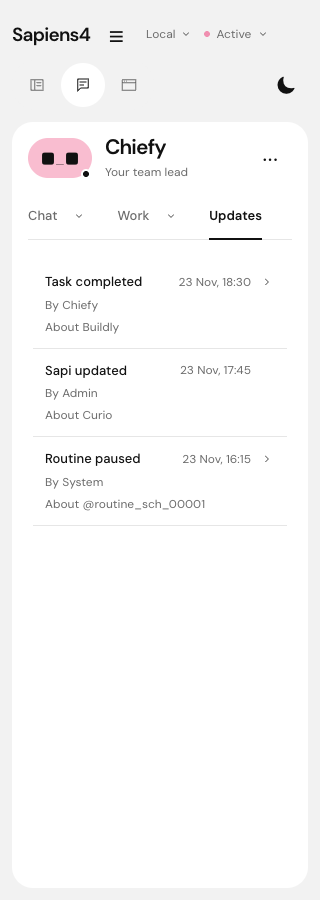 Sapiens4
Local
Active
Chiefy
Your team lead
Chat
Work
Updates
Task completed
23 Nov, 18:30
By Chiefy
About Buildly
Sapi updated
23 Nov, 17:45
By Admin
About Curio
Routine paused
23 Nov, 16:15
By System
About @routine_sch_00001